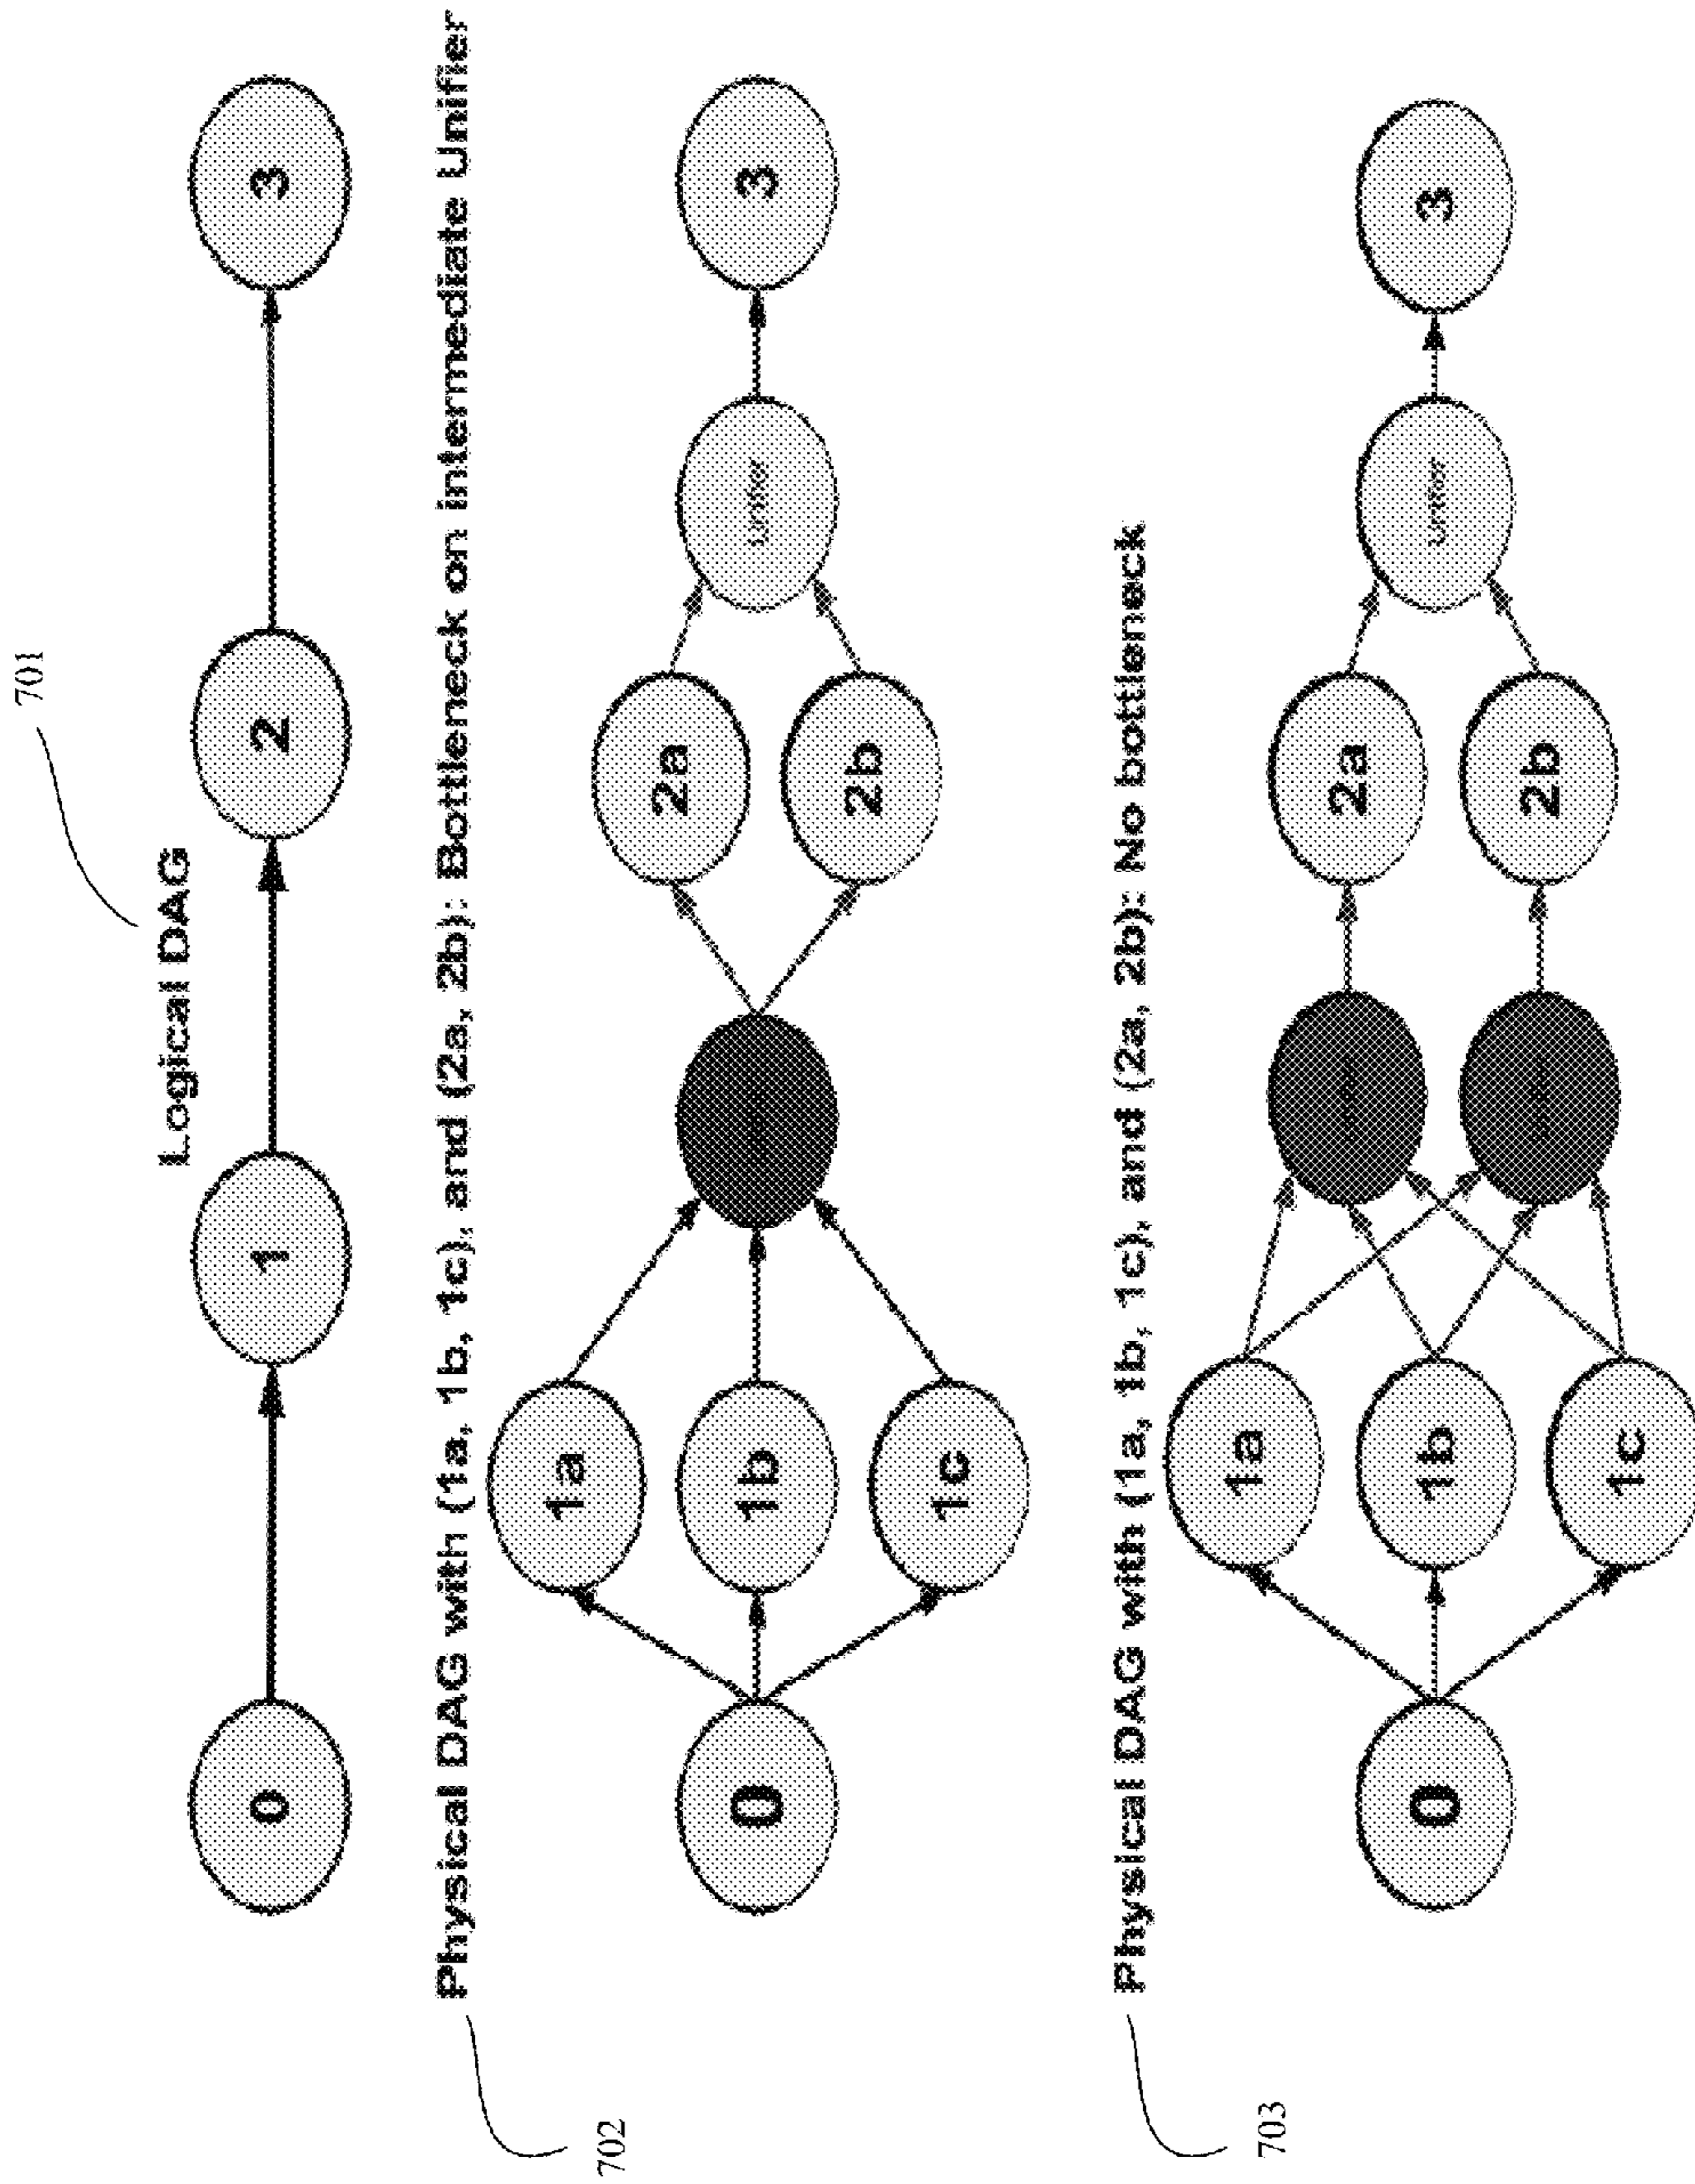 701
Logical DAG
0
1
2
3
702
Physical DAG with (1a, 1b, 1c), and (2a, 2b): Bottleneck on intermediate Unifier
0
1a
1b
1c
2a
2b
Unifier
3
703
Physical DAG with (1a, 1b, 1c), and (2a, 2b): No bottleneck
0
1a
1b
1c
2a
2b
Unifier
3